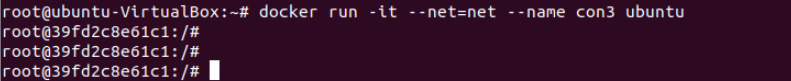 root@ubuntu-VirtualBox:~# docker run -it --net=net --name con3 ubuntu
root@39fd2c8e61c1:/#
root@39fd2c8e61c1:/#
root@39fd2c8e61c1:/#